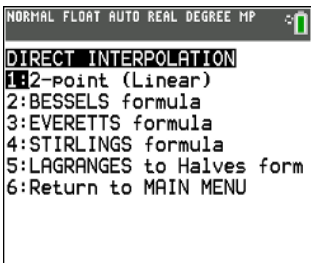 NORMAL FLOAT AUTO REAL DEGREE MP
DIRECT INTERPOLATION
1:2-point (Linear)
2:BESSELS formula
3:EVERETTS formula
4:STIRLINGS formula
5:LAGRANGES to Halves form
6:Return to MAIN MENU